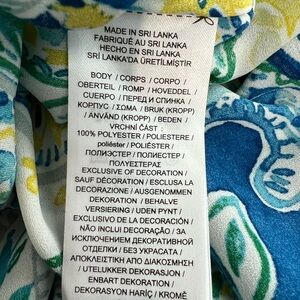 MADE IN SRI LANKA
FABRIQUÉ AU SRI LANKA
HECHO EN SRI LANKA
SRİ LANKA'DA ÜRETİLMİŞTİR
BODY / CORPS / CORPO /
OBERTEIL / ROMP / HOVEDDEL /
CUERPO / ПЕРЕД И СПИНКА /
КОРПУС / ΣΩΜΑ / BRUK (KROPP)
/ ANVÄND (KROPP) / BEDEN /
VRCHNÍ ČÁST :
100% POLYESTER / POLIESTERE /
poliéster / POLIÉSTER /
ПОЛИЭСТЕР / ΠΟΛΥΕΣΤΕΡΑΣ /
ПОЛИЕСТЕР
EXCLUSIVE OF DECORATION /
SAUF DÉCORATION / ESCLUSA LA
DECORAZIONE / AUSGENOMMEN
DEKORATION / BEHALVE
VERSIERING / UDEN PYNT /
EXCLUSIVO DE LA DECORACIÓN /
NÃO INCLUI DECORAÇÃO / ЗА
ИСКЛЮЧЕНИЕМ ДЕКОРАТИВНОЙ
ОТДЕЛКИ / БЕЗ УКРАСАТА /
ΑΠΟΚΛΕΙΣΤΙΚΗ ΑΠΟ ΔΙΑΚΟΣΜΗΣΗ
/ UTELUKKER DEKORASJON /
ENBART DEKORATION /
DEKORASYON HARİÇ / KROMĚ